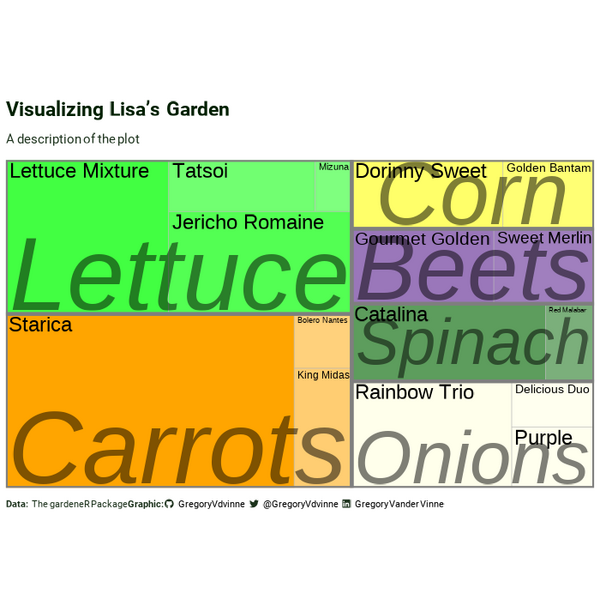 Visualizing Lisa’s Garden
A description of the plot
Lettuce Mixture
Tatsoi
Mizuna
Jericho Romaine
Lettuce
Dorinny Sweet
Golden Bantam
Corn
Gourmet Golden
Sweet Merlin
Beets
Catalina
Red Malabar
Spinach
Starica
Bolero Nantes
King Midas
Carrots
Rainbow Trio
Delicious Duo
Purple
Onions
Data: The gardeneR Package Graphic: GregoryVdvinne @GregoryVdvinne GregoryVanderVinne